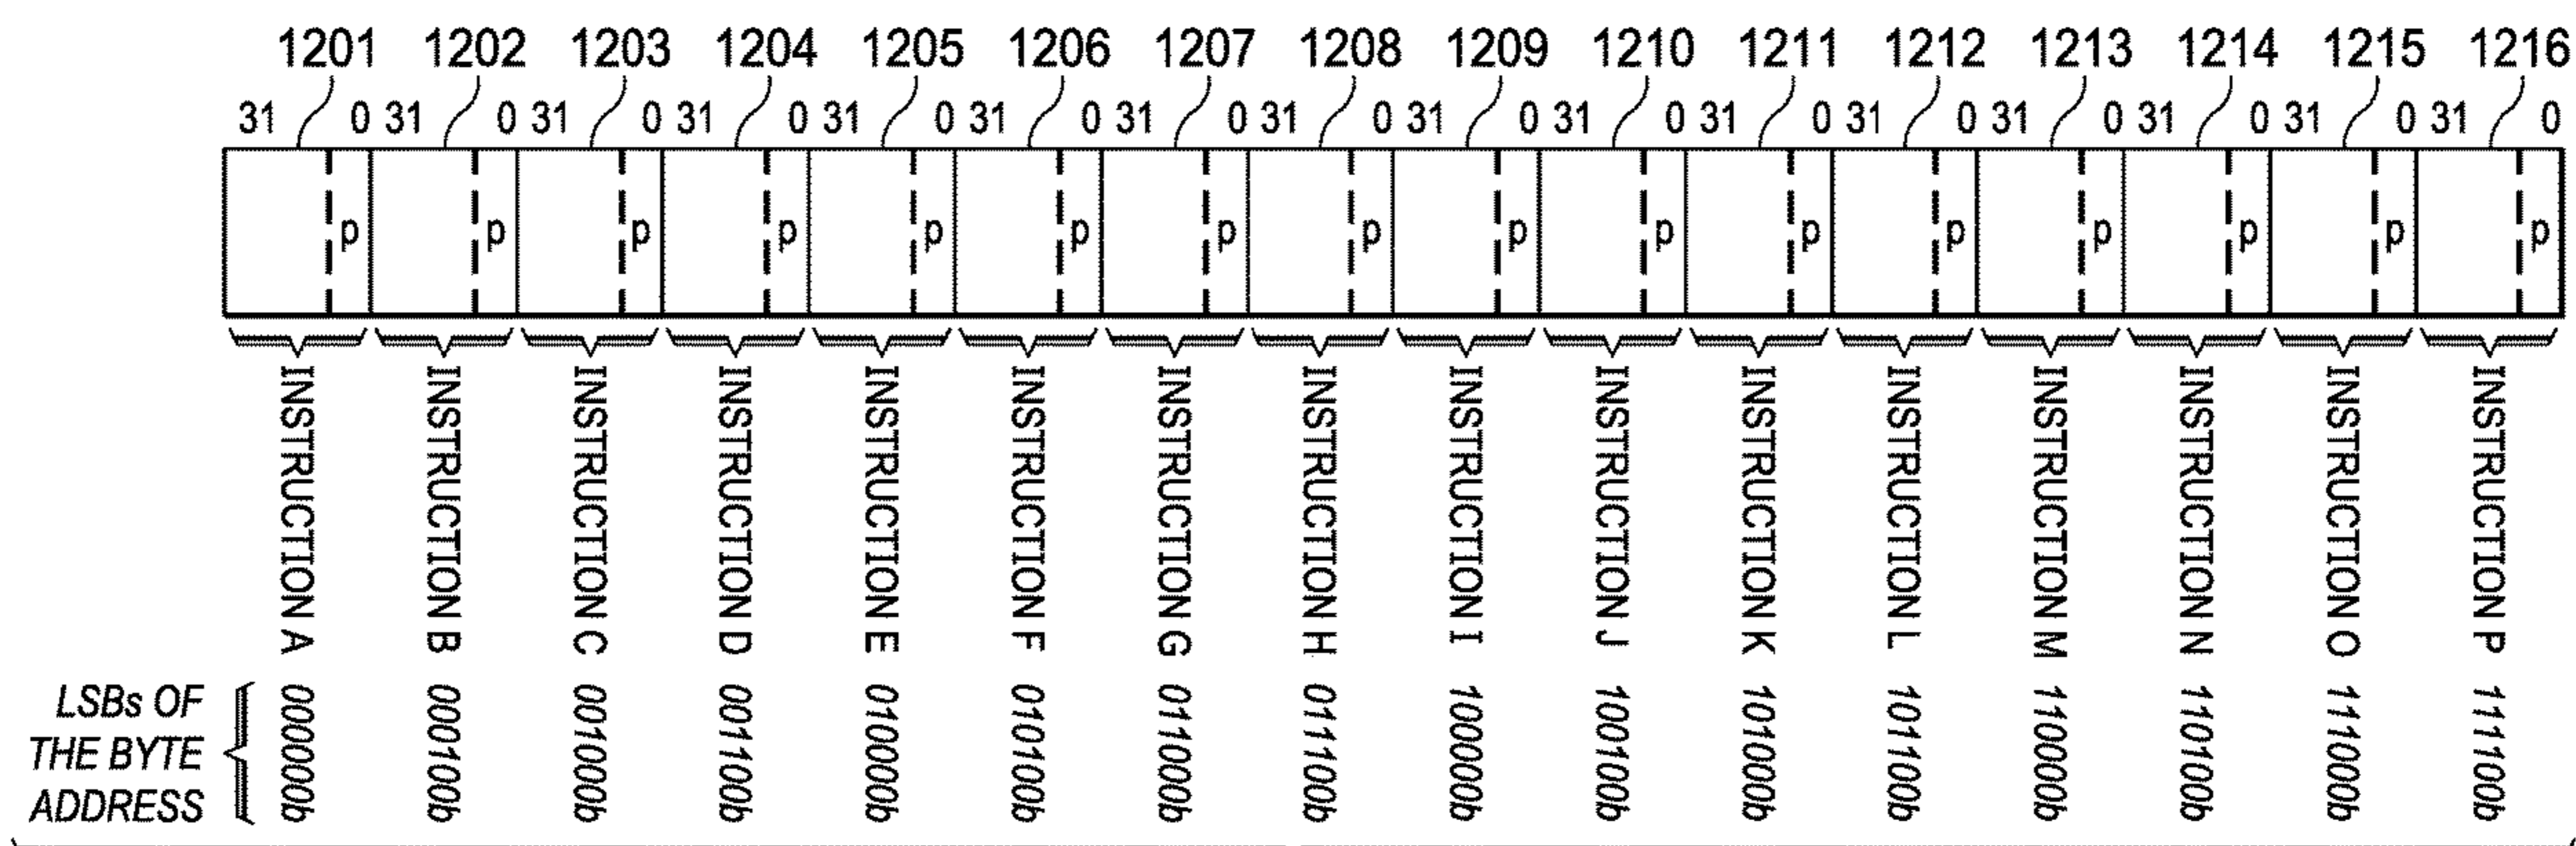 1201 1202 1203 1204 1205 1206 1207 1208 1209 1210 1211 1212 1213 1214 1215 1216
31 0 31 0 31 0 31 0 31 0 31 0 31 0 31 0 31 0 31 0 31 0 31 0 31 0 31 0 31 0 31 0
p p p p p p p p p p p p p p p p
INSTRUCTION A
INSTRUCTION B
INSTRUCTION C
INSTRUCTION D
INSTRUCTION E
INSTRUCTION F
INSTRUCTION G
INSTRUCTION H
INSTRUCTION I
INSTRUCTION J
INSTRUCTION K
INSTRUCTION L
INSTRUCTION M
INSTRUCTION N
INSTRUCTION O
INSTRUCTION P
LSBs OF
THE BYTE
ADDRESS
000000b
000100b
001000b
001100b
010000b
010100b
011000b
011100b
100000b
100100b
101000b
101100b
110000b
110100b
111000b
111100b